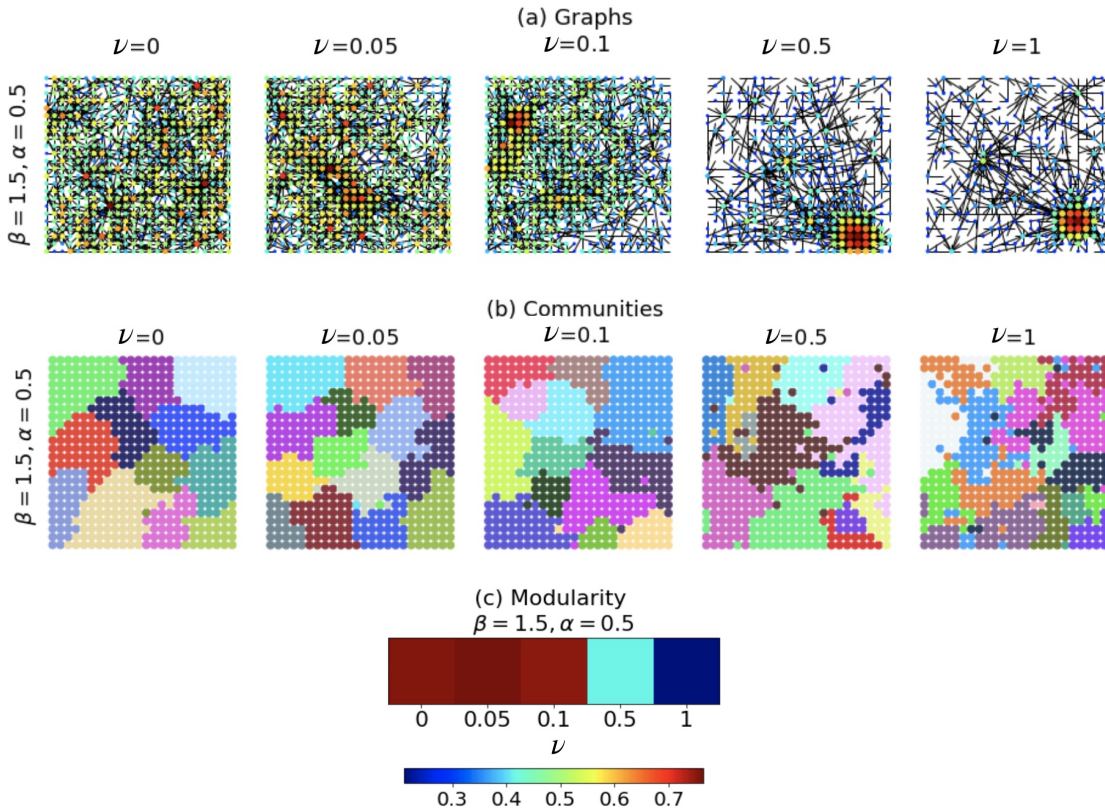 (a) Graphs
ν=0 ν=0.05 ν=0.1 ν=0.5 ν=1
β = 1.5, α = 0.5
(b) Communities
ν=0 ν=0.05 ν=0.1 ν=0.5 ν=1
β = 1.5, α = 0.5
(c) Modularity
β = 1.5, α = 0.5
0 0.05 0.1 0.5 1
ν
0.3 0.4 0.5 0.6 0.7